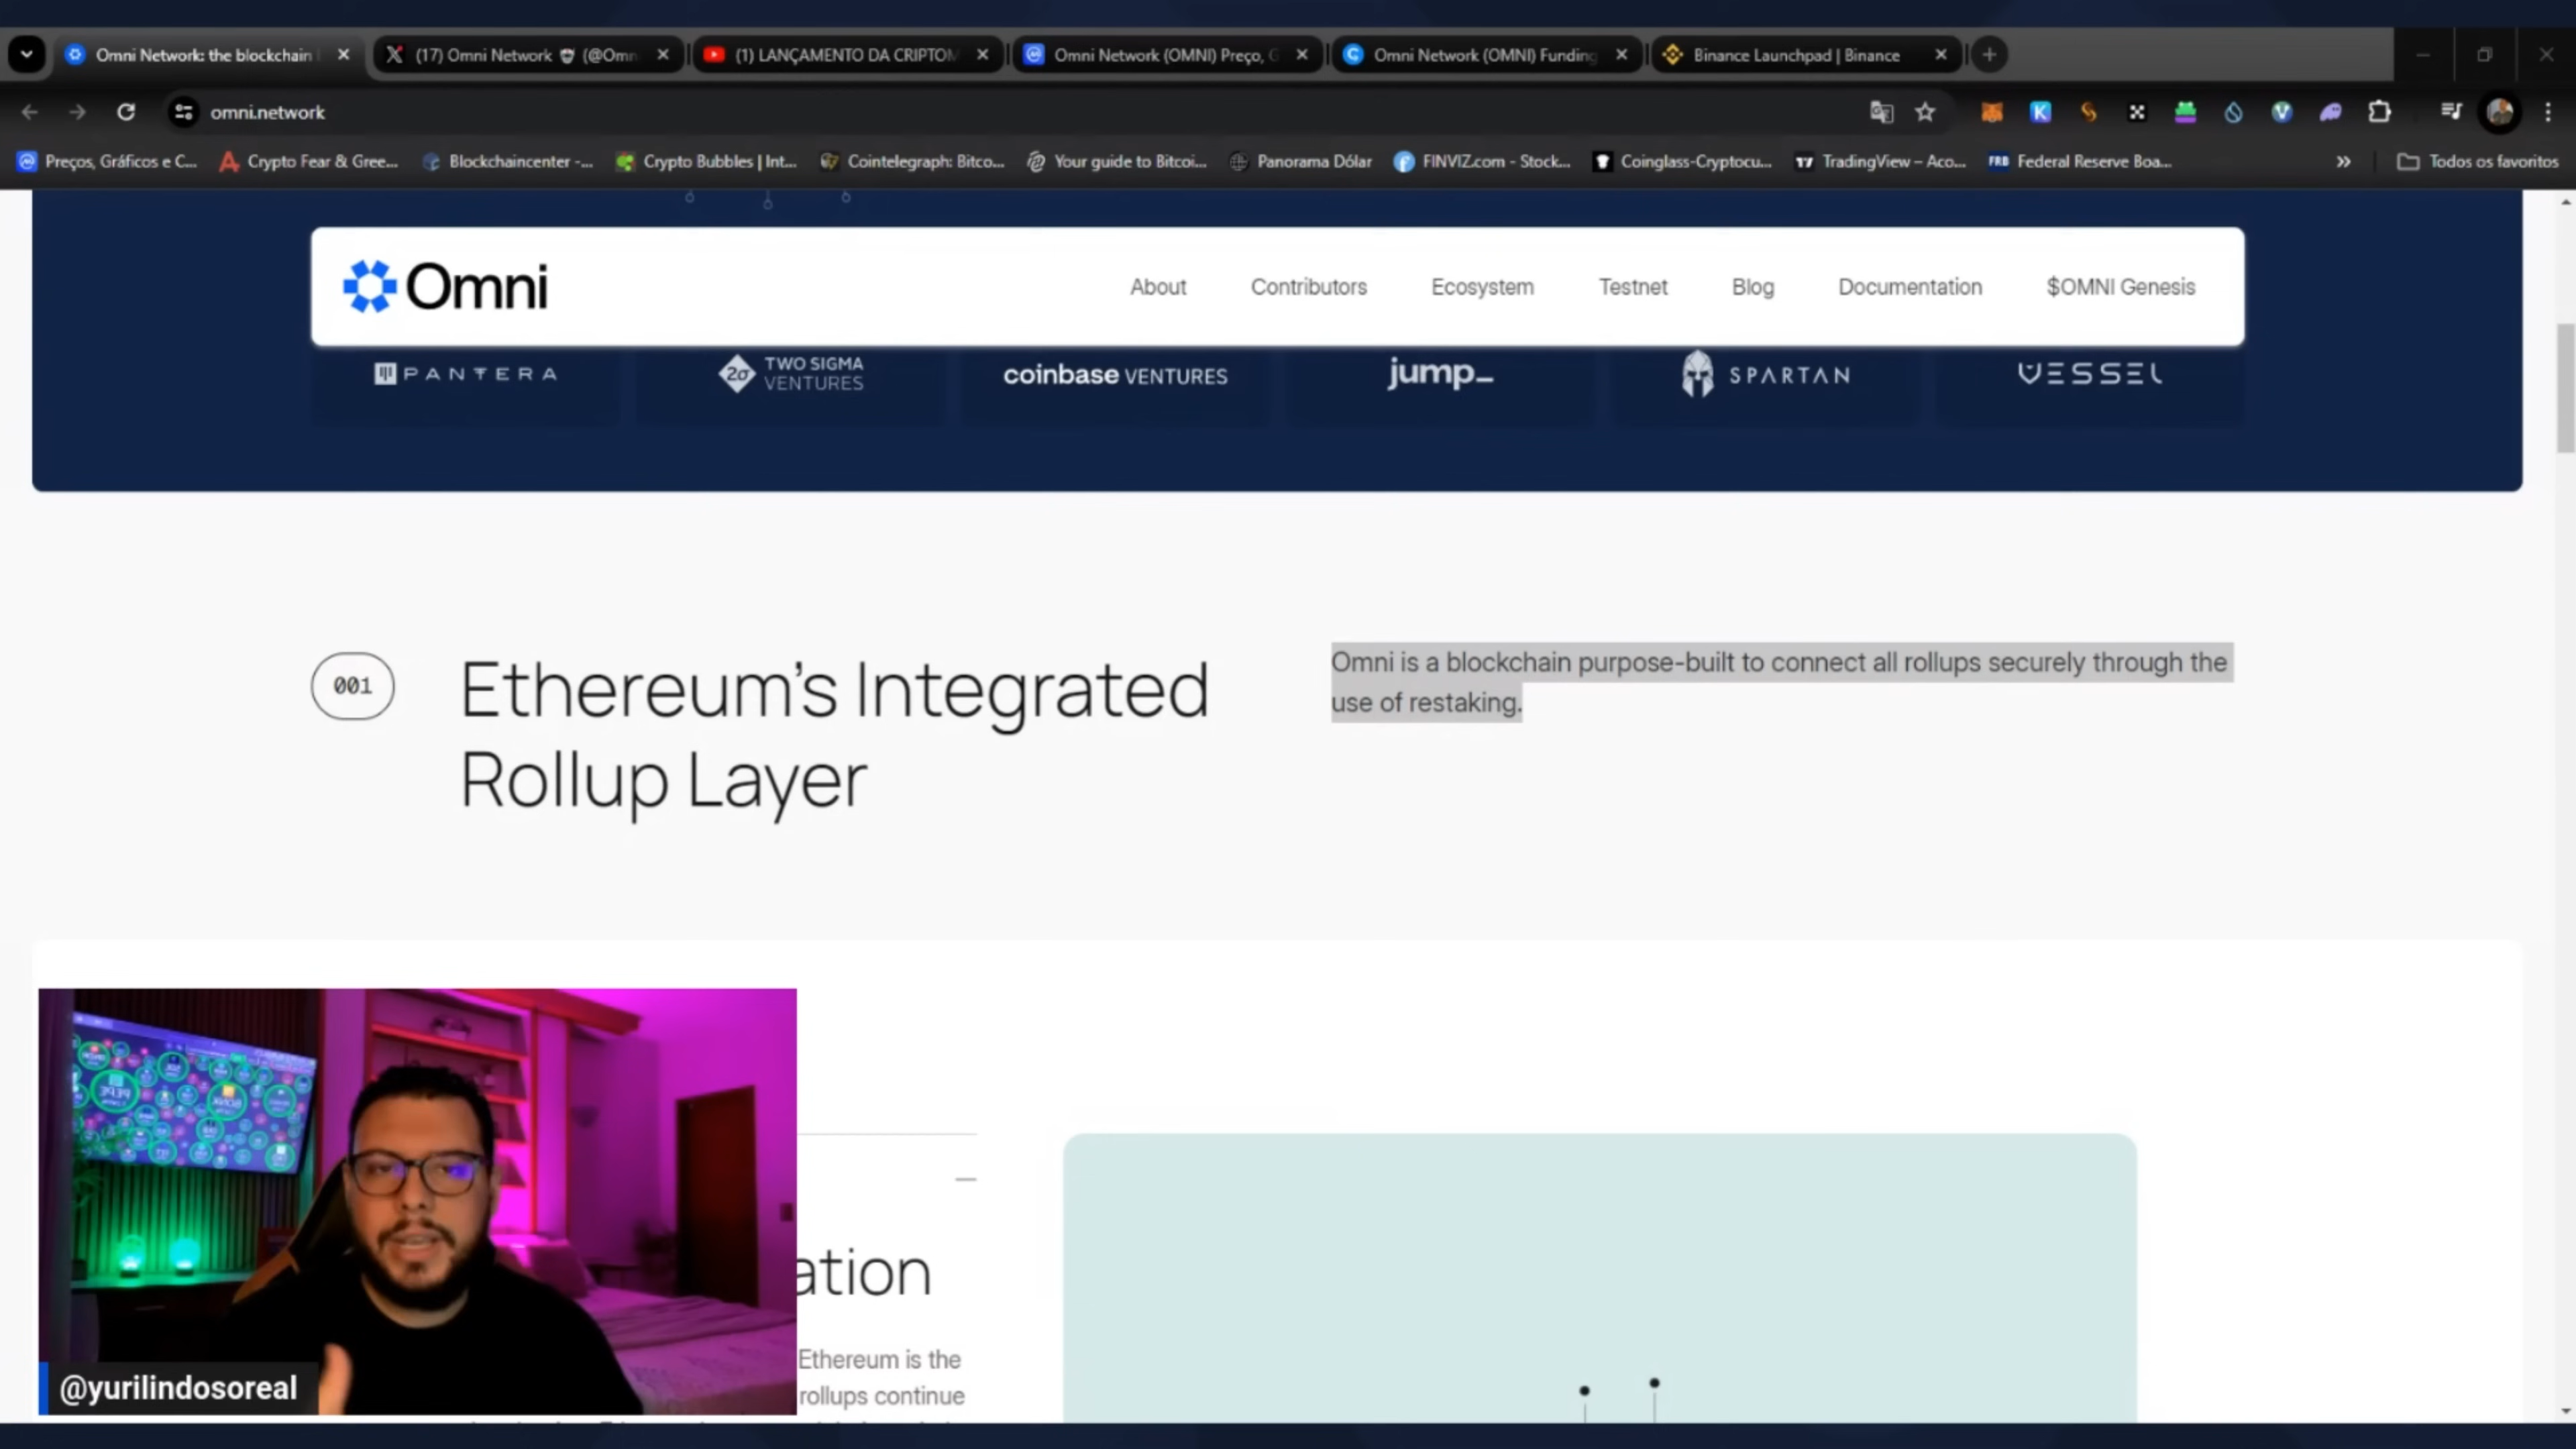 Omni Network: the blockchain
(17) Omni Network (@Omn
(1) LANÇAMENTO DA CRIPTOM
Omni Network (OMNI) Preço, G
Omni Network (OMNI) Funding
Binance Launchpad | Binance
omni.network
Preços, Gráficos e C...
Crypto Fear & Gree...
Blockchaincenter -...
Crypto Bubbles | Int...
Cointelegraph: Bitco...
Your guide to Bitcoi...
Panorama Dólar
FINVIZ.com - Stock...
Coinglass-Cryptocu...
TradingView – Aco...
FRB Federal Reserve Boa...
Todos os favoritos
Omni
About
Contributors
Ecosystem
Testnet
Blog
Documentation
$OMNI Genesis
PANTERA
2σ TWO SIGMA
VENTURES
coinbase VENTURES
jump_
SPARTAN
VESSEL
001
Ethereum's Integrated
Rollup Layer
Omni is a blockchain purpose-built to connect all rollups securely through the
use of restaking.
ation
Ethereum is the
rollups continue
@yurilindosoreal